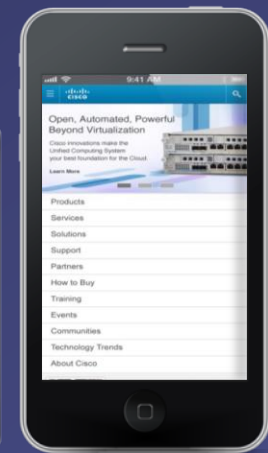 9:41 AM
CISCO
Open, Automated, Powerful
Beyond Virtualization
Cisco innovations make the
Unified Computing System
your best foundation for the Cloud
Learn More
Products
Services
Solutions
Support
Partners
How to Buy
Training
Events
Communities
Technology Trends
About Cisco